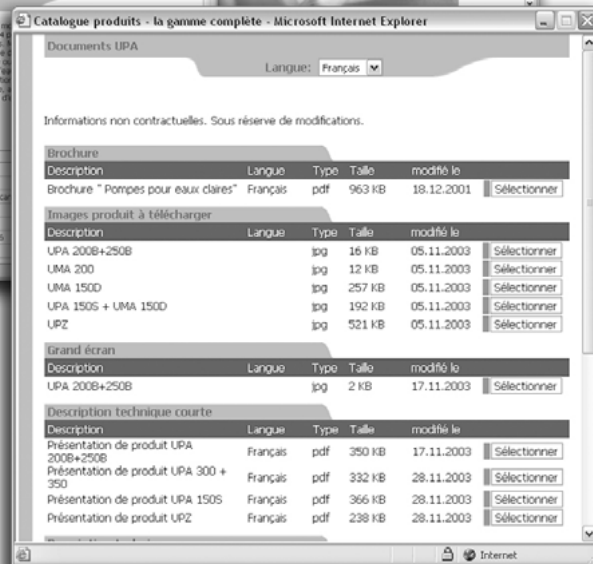 Catalogue produits - la gamme complète - Microsoft Internet Explorer
Documents UPA
Langue: Français
Informations non contractuelles. Sous réserve de modifications.
Brochure
Description Langue Type Taille modifié le
Brochure " Pompes pour eaux claires" Français pdf 963 KB 18.12.2001 Sélectionner
Images produit à télécharger
Description Langue Type Taille modifié le
UPA 200B+250B jpg 16 KB 05.11.2003 Sélectionner
UMA 200 jpg 12 KB 05.11.2003 Sélectionner
UMA 150D jpg 257 KB 05.11.2003 Sélectionner
UPA 150S + UMA 150D jpg 192 KB 05.11.2003 Sélectionner
UPZ jpg 521 KB 05.11.2003 Sélectionner
Grand écran
Description Langue Type Taille modifié le
UPA 200B+250B jpg 2 KB 17.11.2003 Sélectionner
Description technique courte
Description Langue Type Taille modifié le
Présentation de produit UPA
200B+250B Français pdf 350 KB 17.11.2003 Sélectionner
Présentation de produit UPA 300 +
350 Français pdf 332 KB 28.11.2003 Sélectionner
Présentation de produit UPA 150S Français pdf 366 KB 28.11.2003 Sélectionner
Présentation de produit UPZ Français pdf 238 KB 28.11.2003 Sélectionner
Internet